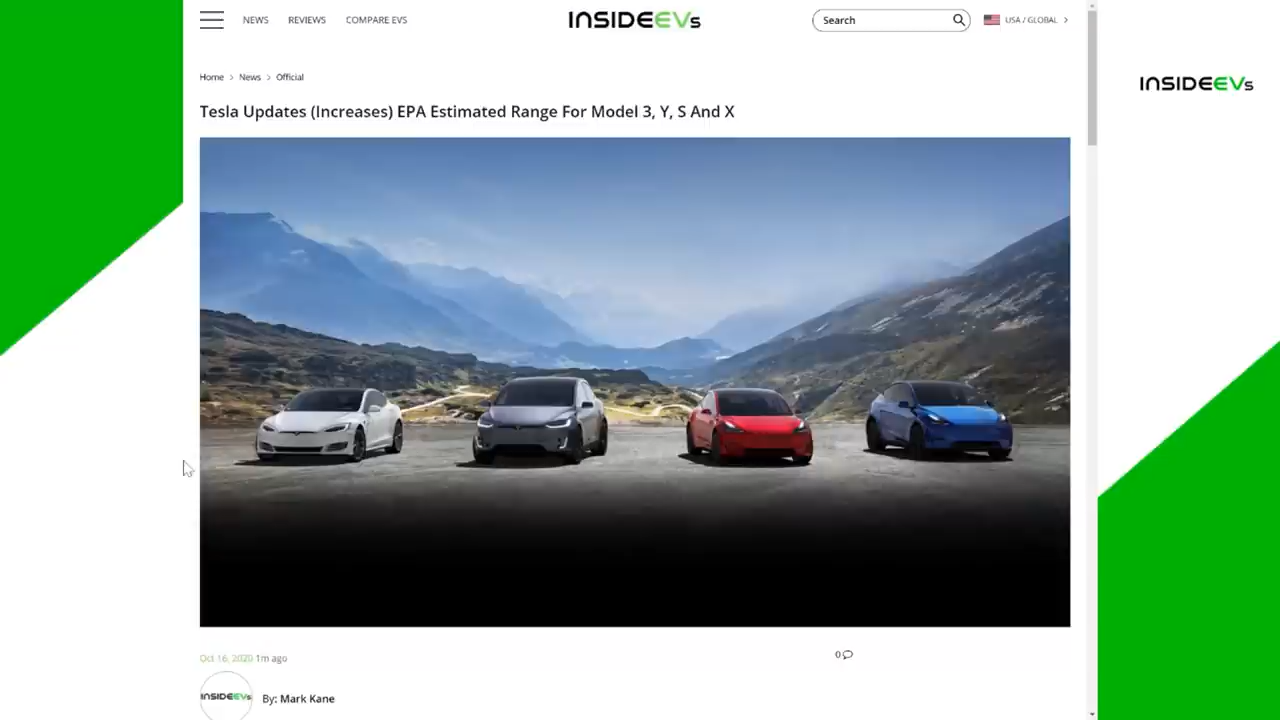 NEWS REVIEWS COMPARE EVS INSIDEEVs Search USA / GLOBAL
INSIDEEVs
Home > News > Official
Tesla Updates (Increases) EPA Estimated Range For Model 3, Y, S And X
Oct 16, 2020 1m ago 0
INSIDEEVs By: Mark Kane